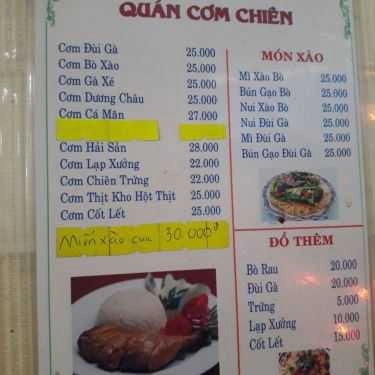 QUÁN CƠM CHIÊN
Cơm Đùi Gà 25.000
Cơm Bò Xào 25.000
Cơm Gà Xé 25.000
Cơm Dương Châu 25.000
Cơm Cá Măn 27.000
Cơm Hải Sản 28.000
Cơm Lạp Xưởng 22.000
Cơm Chiên Trứng 22.000
Cơm Thịt Kho Hột Thịt 25.000
Cơm Cốt Lết 25.000
Miến xào cua 30.000đ
MÓN XÀO
Mì Xào Bò 25.000
Bún Gạo Bò 25.000
Nui Xào Bò 25.000
Nui Đùi Gà 25.000
Mì Đùi Gà 25.000
Bún Gạo Đùi Gà 25.000
ĐỒ THÊM
Bò Rau 20.000
Đùi Gà 20.000
Trứng 5.000
Lạp Xưởng 10.000
Cốt Lết 15.000